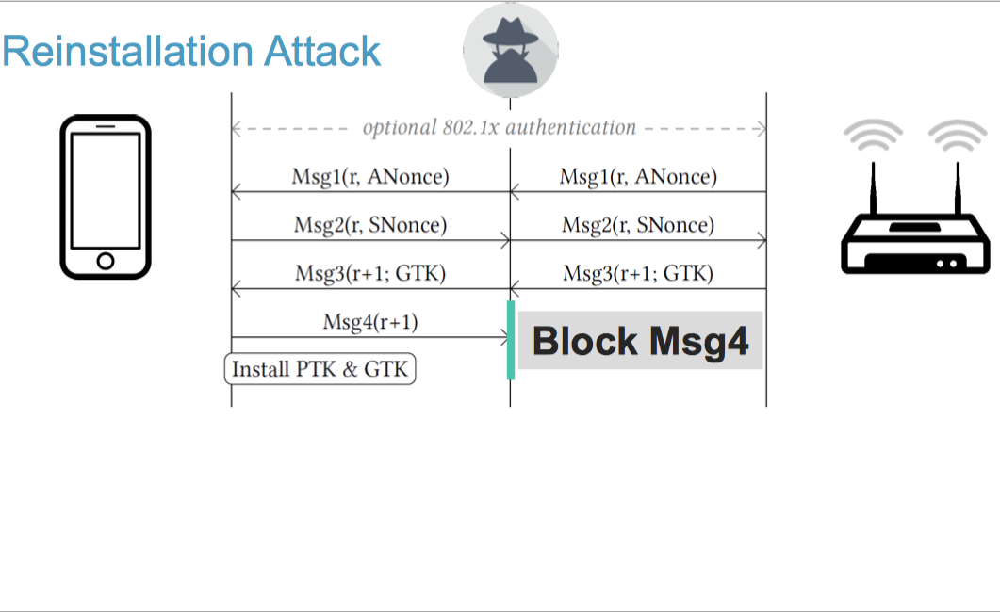 Reinstallation Attack
optional 802.1x authentication
Msg1(r, ANonce) Msg1(r, ANonce)
Msg2(r, SNonce) Msg2(r, SNonce)
Msg3(r+1; GTK) Msg3(r+1; GTK)
Msg4(r+1)
Block Msg4
Install PTK & GTK